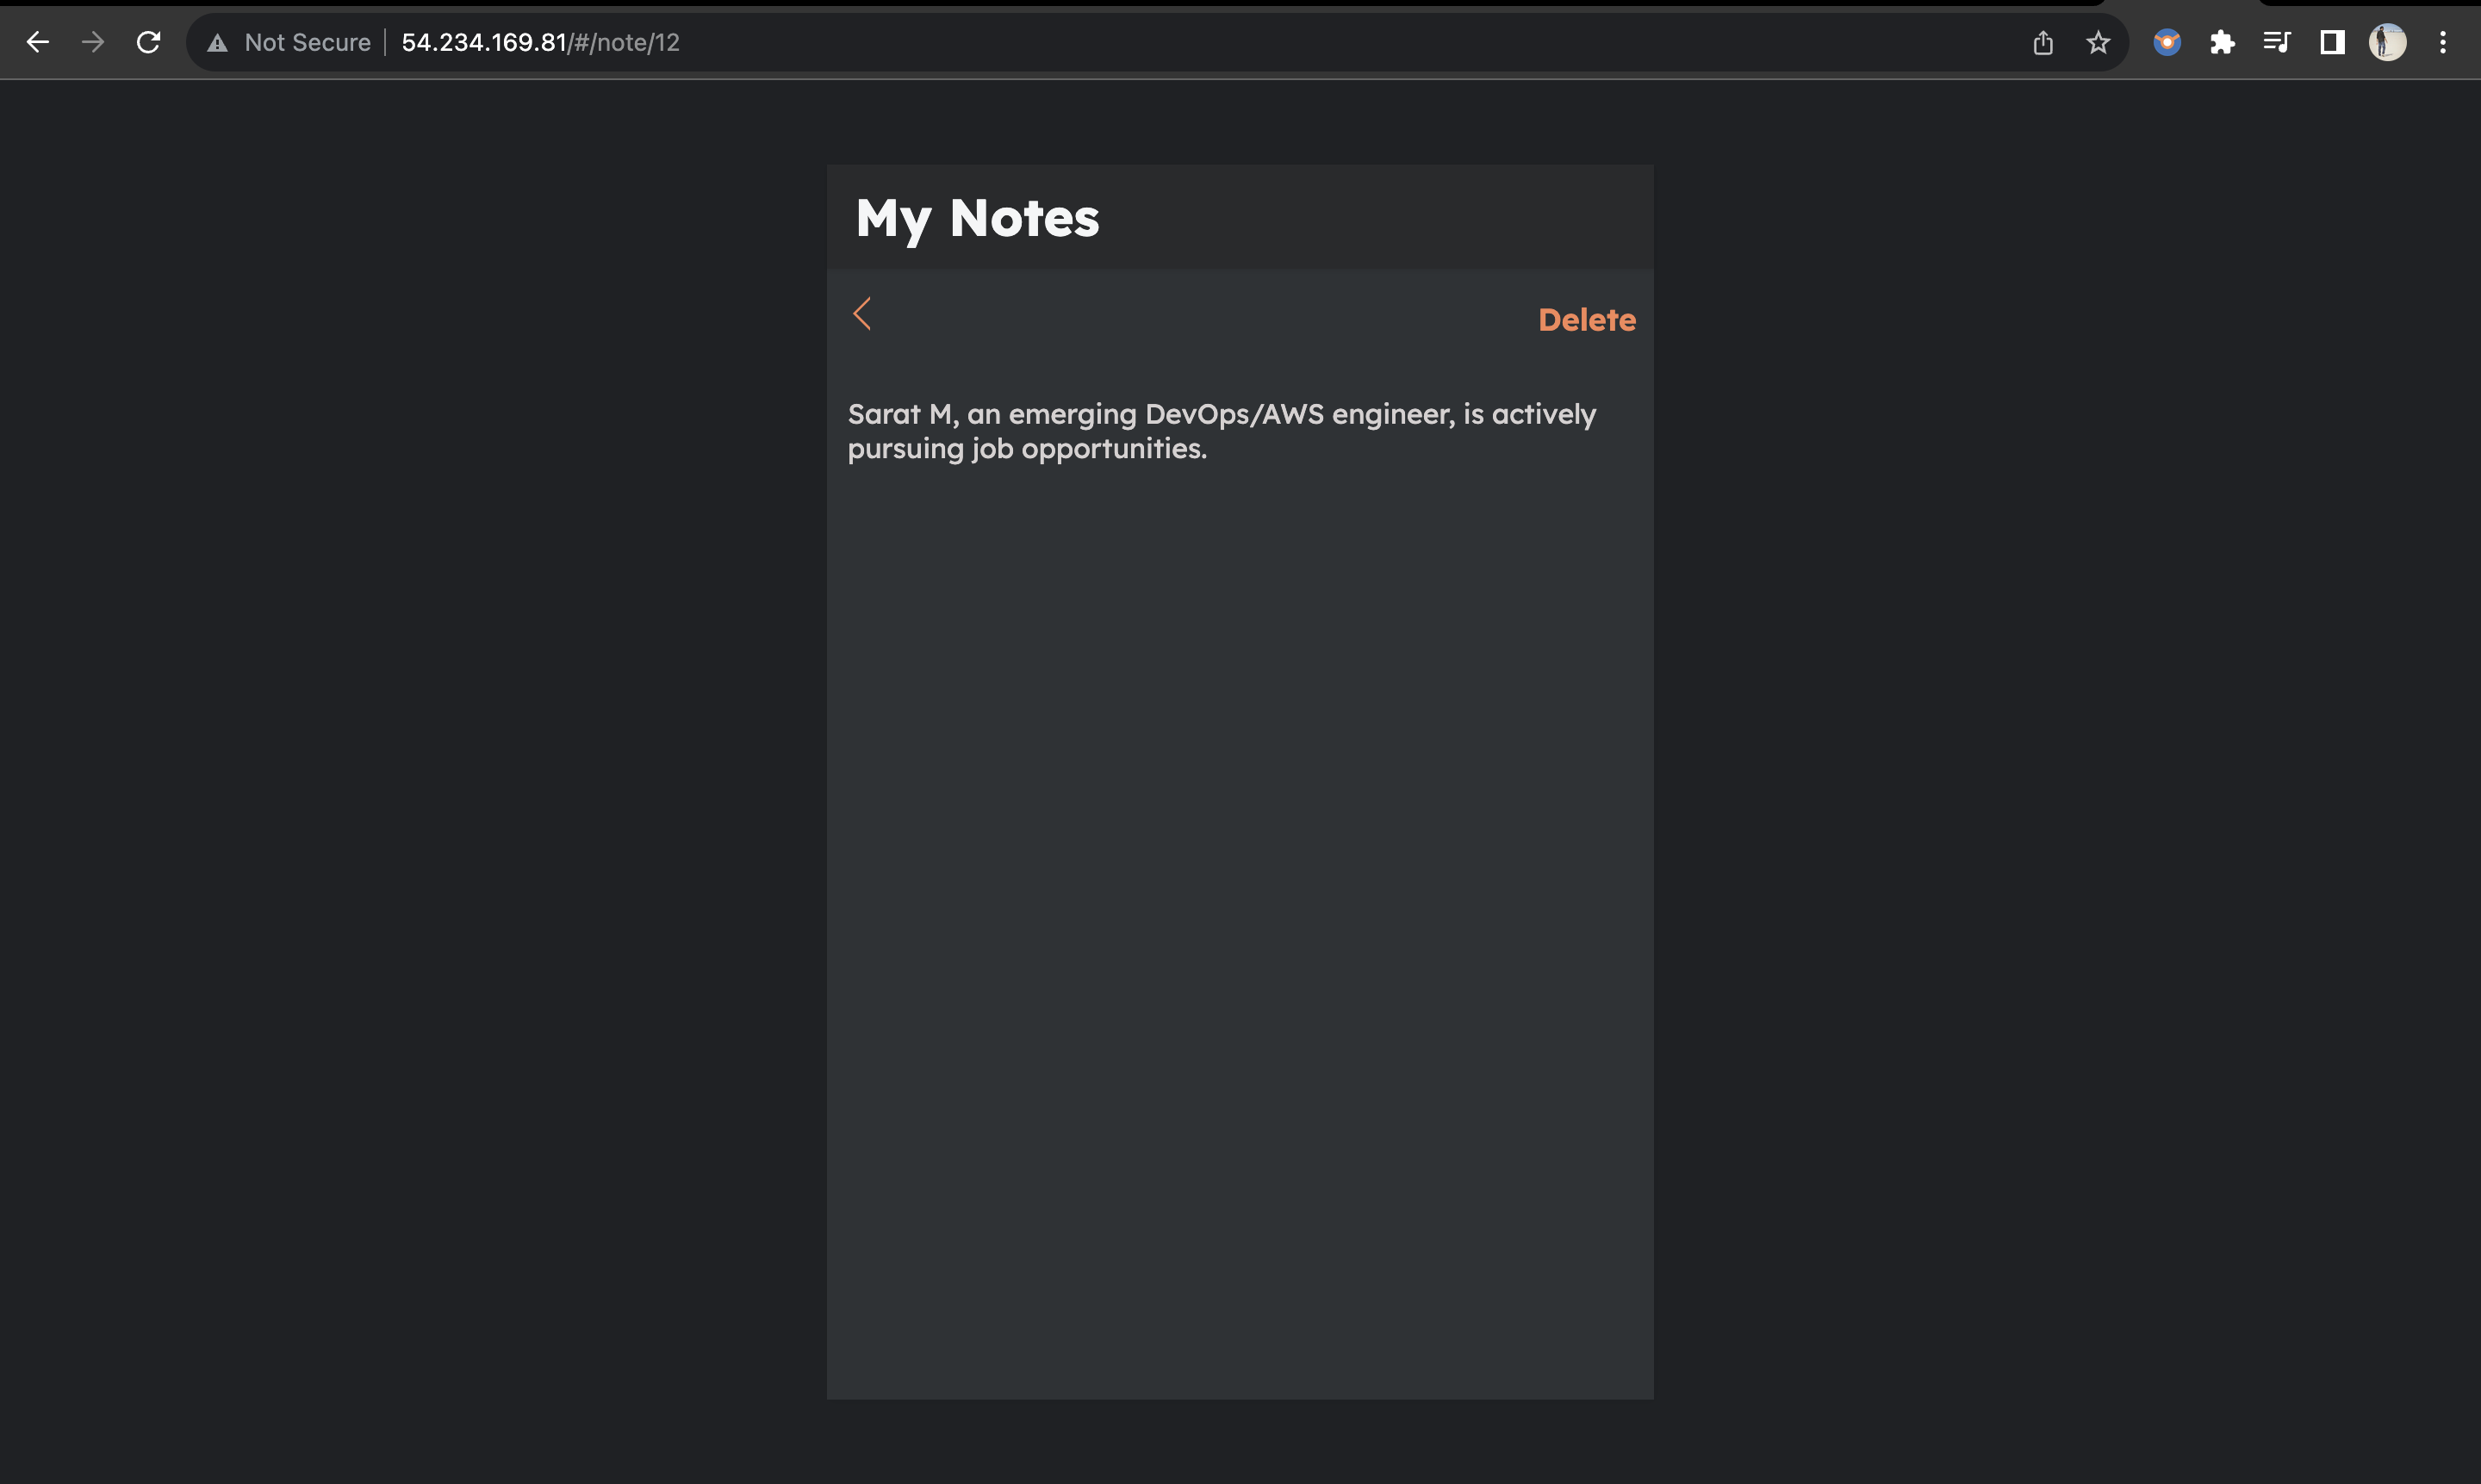 Not Secure | 54.234.169.81/#/note/12
My Notes
Delete
Sarat M, an emerging DevOps/AWS engineer, is actively
pursuing job opportunities.